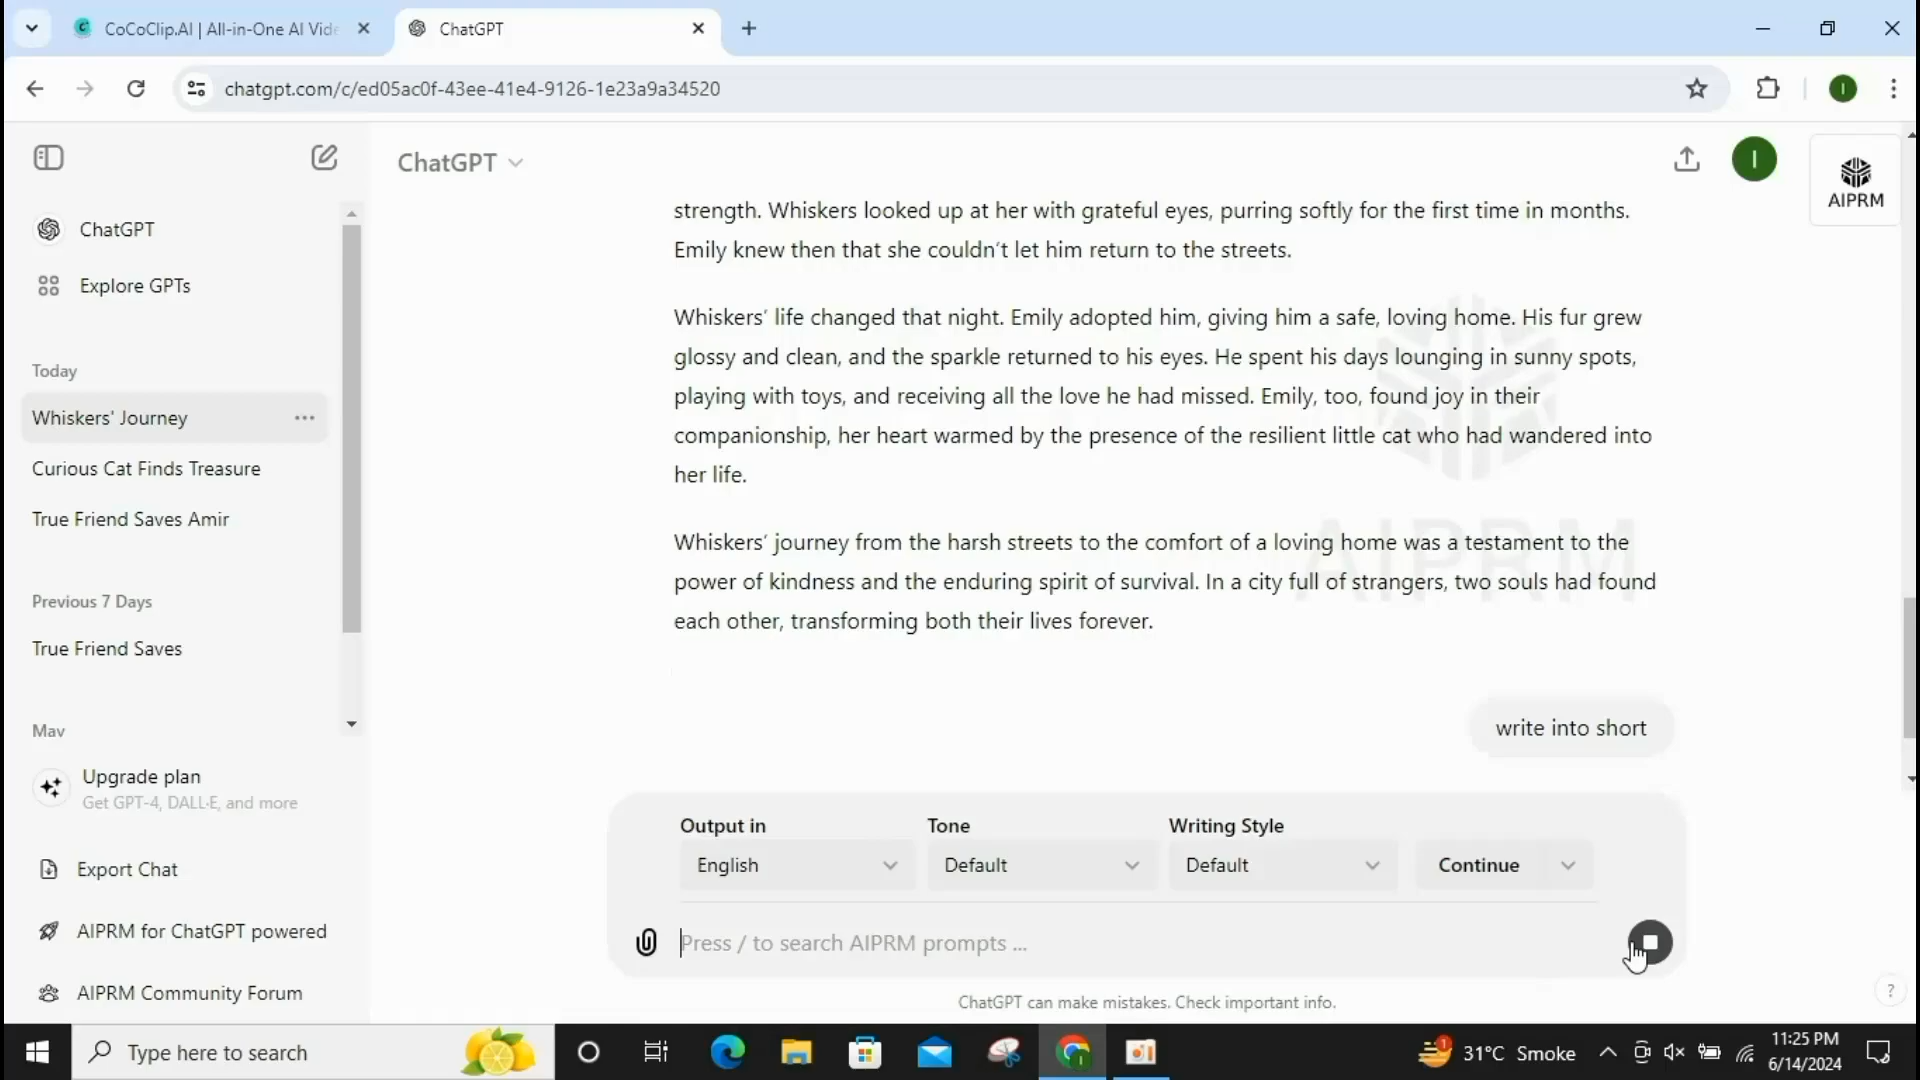 CoCoClip.AI | All-in-One AI Vide
ChatGPT
chatgpt.com/c/ed05ac0f-43ee-41e4-9126-1e23a9a34520
I
ChatGPT
I
AIPRM
ChatGPT
Explore GPTs
Today
Whiskers' Journey
Curious Cat Finds Treasure
True Friend Saves Amir
Previous 7 Days
True Friend Saves
May
Upgrade plan
Get GPT-4, DALL·E, and more
Export Chat
AIPRM for ChatGPT powered
AIPRM Community Forum
strength. Whiskers looked up at her with grateful eyes, purring softly for the first time in months.
Emily knew then that she couldn't let him return to the streets.
Whiskers' life changed that night. Emily adopted him, giving him a safe, loving home. His fur grew
glossy and clean, and the sparkle returned to his eyes. He spent his days lounging in sunny spots,
playing with toys, and receiving all the love he had missed. Emily, too, found joy in their
companionship, her heart warmed by the presence of the resilient little cat who had wandered into
her life.
Whiskers' journey from the harsh streets to the comfort of a loving home was a testament to the
power of kindness and the enduring spirit of survival. In a city full of strangers, two souls had found
each other, transforming both their lives forever.
AIPRM
write into short
Output in
Tone
Writing Style
English
Default
Default
Continue
Press / to search AIPRM prompts ...
ChatGPT can make mistakes. Check important info.
?
Type here to search
1
31°C Smoke
11:25 PM
6/14/2024